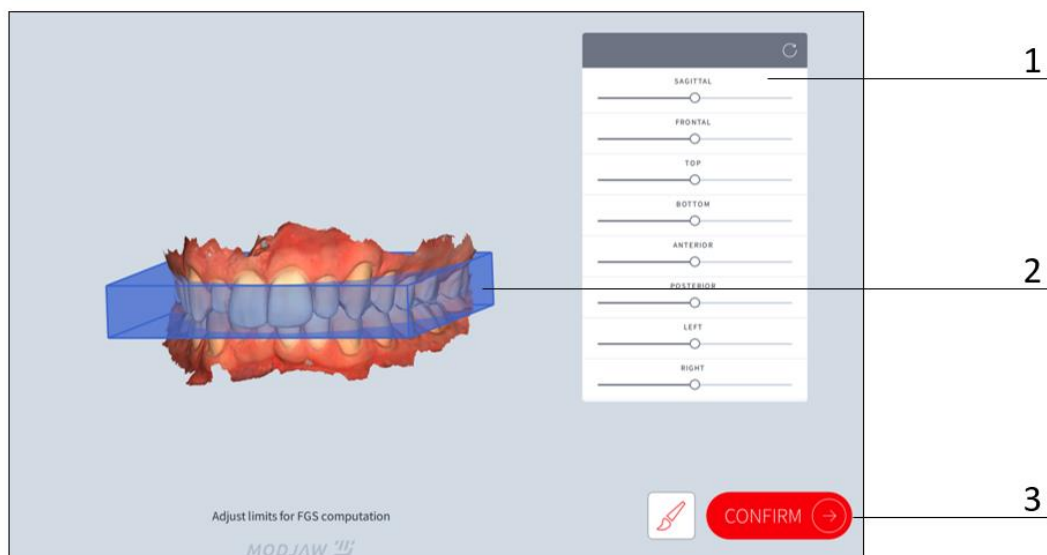 1
SAGITTAL
FRONTAL
TOP
BOTTOM
ANTERIOR
2
POSTERIOR
LEFT
RIGHT
3
CONFIRM
Adjust limits for FGS computation
MODJAW